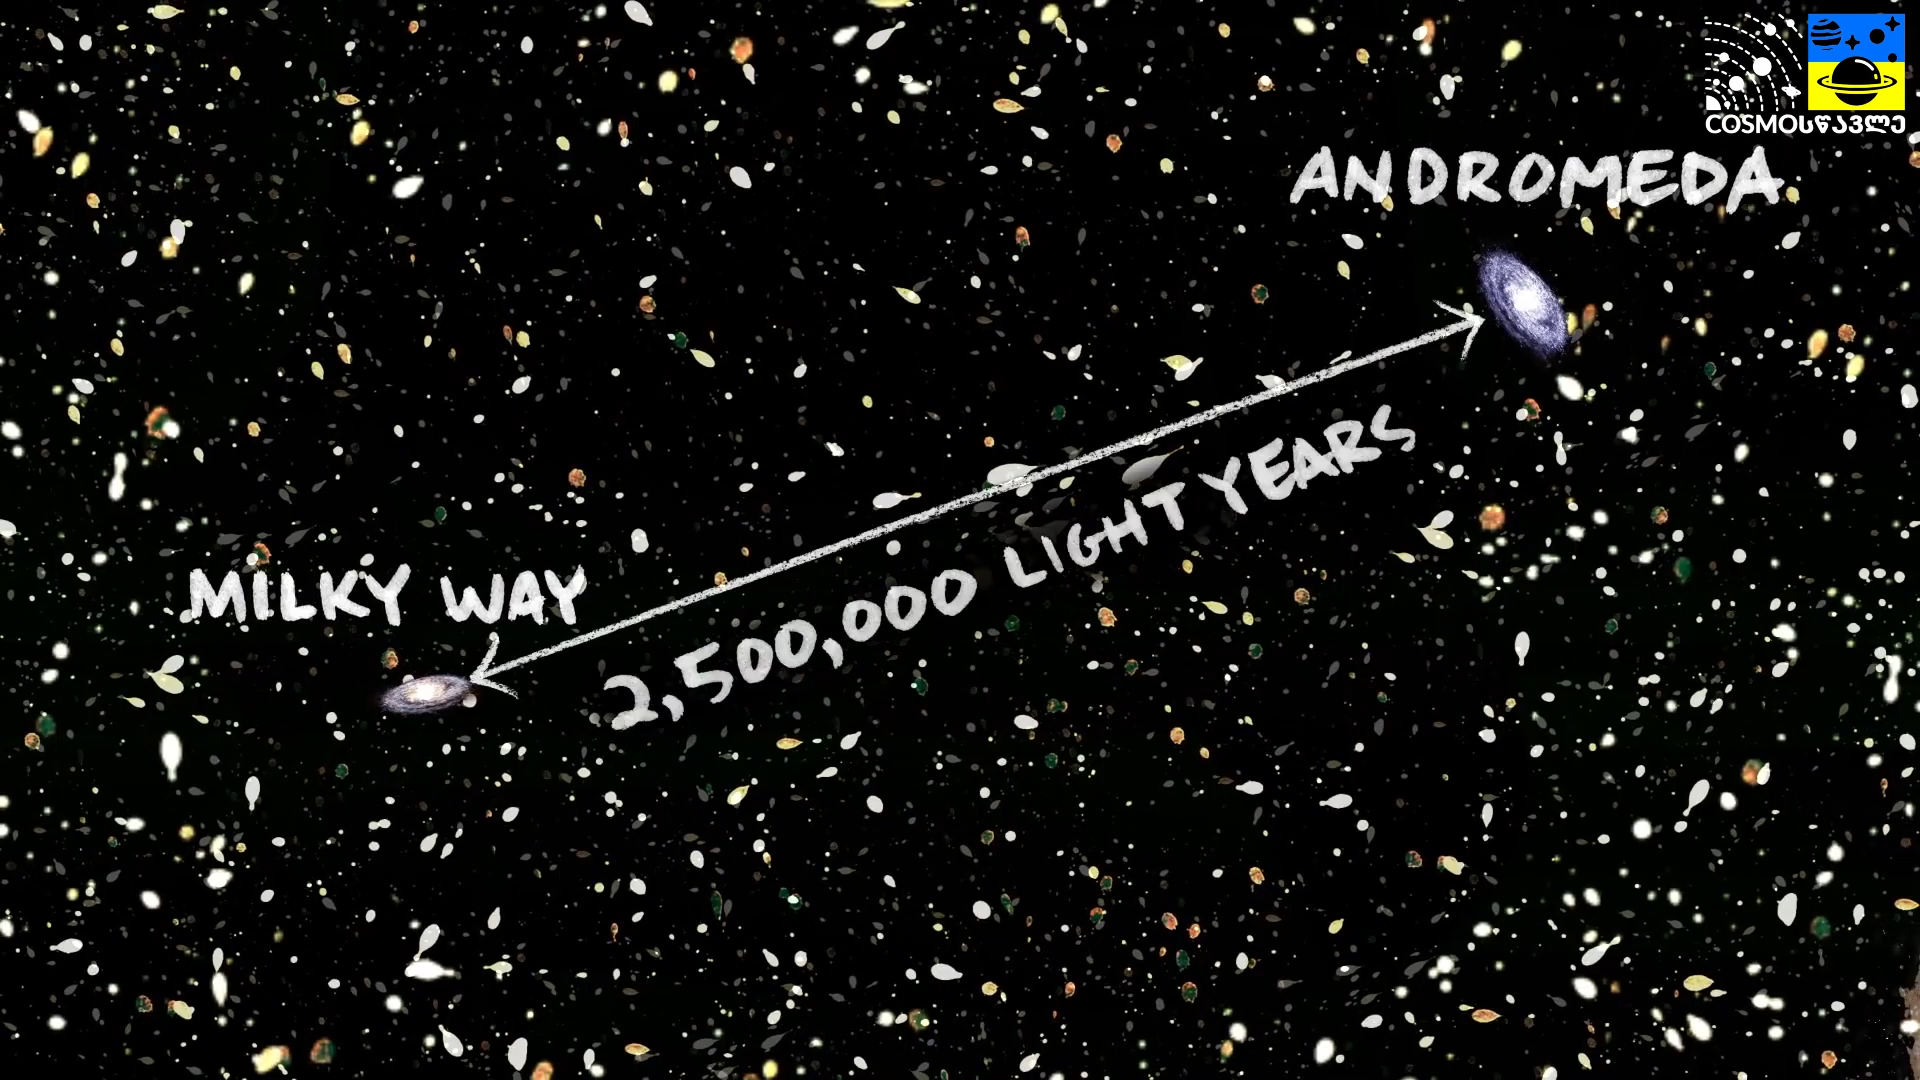 COSMOსწავლე
ANDROMEDA
MILKY WAY
2,500,000 LIGHT YEARS